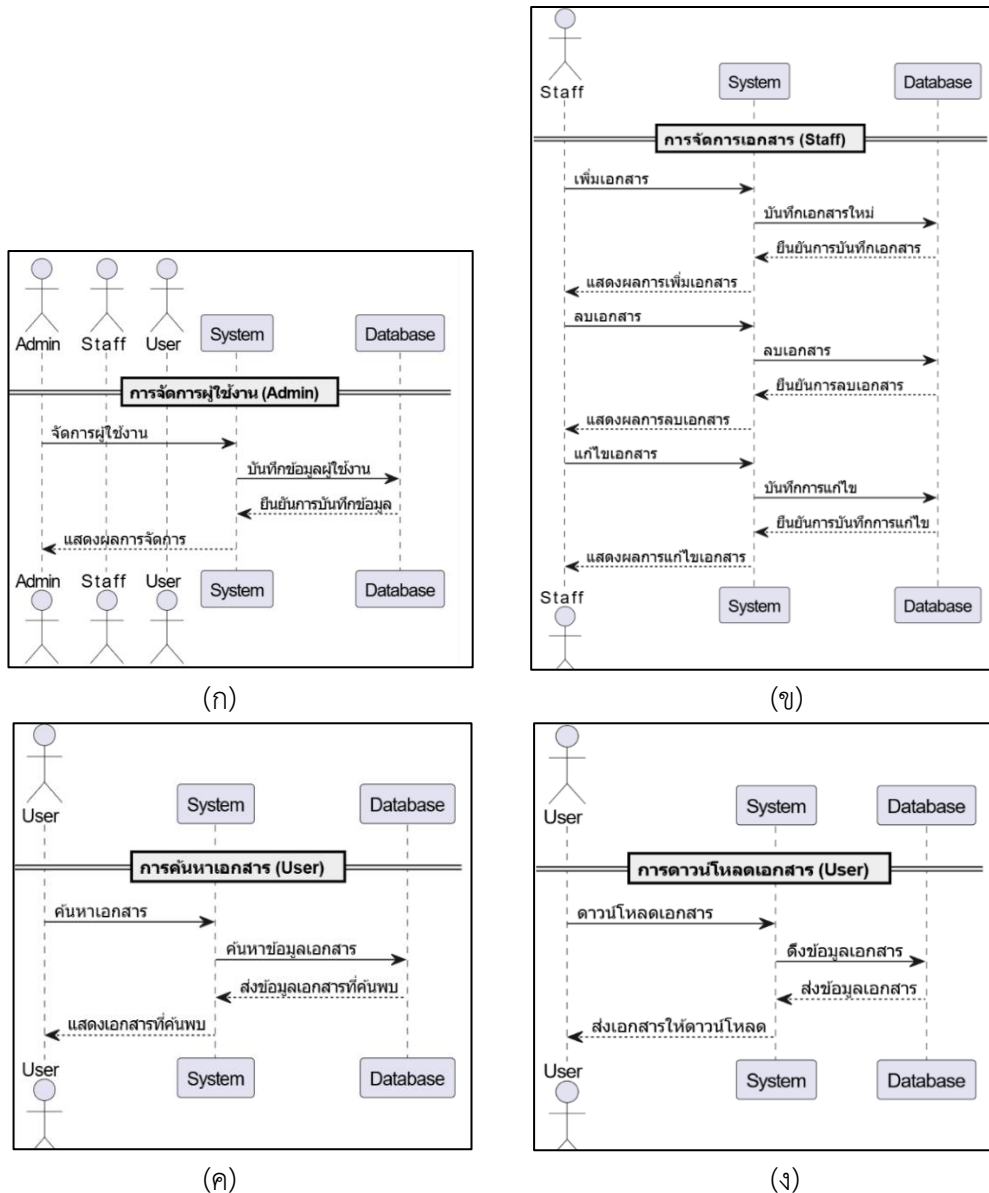 Staff System Database
การจัดการเอกสาร (Staff)
เพิ่มเอกสาร
บันทึกเอกสารใหม่
ยืนยันการบันทึกเอกสาร
แสดงผลการเพิ่มเอกสาร
ลบเอกสาร
ลบเอกสาร
ยืนยันการลบเอกสาร
แสดงผลการลบเอกสาร
แก้ไขเอกสาร
บันทึกการแก้ไข
ยืนยันการบันทึกการแก้ไข
แสดงผลการแก้ไขเอกสาร
Staff System Database
Admin Staff User System Database
การจัดการผู้ใช้งาน (Admin)
จัดการผู้ใช้งาน
บันทึกข้อมูลผู้ใช้งาน
ยืนยันการบันทึกข้อมูล
แสดงผลการจัดการ
Admin Staff User System Database
(ก) (ข)
User System Database
การค้นหาเอกสาร (User)
ค้นหาเอกสาร
ค้นหาข้อมูลเอกสาร
ส่งข้อมูลเอกสารที่ค้นพบ
แสดงเอกสารที่ค้นพบ
User System Database
User System Database
การดาวน์โหลดเอกสาร (User)
ดาวน์โหลดเอกสาร
ดึงข้อมูลเอกสาร
ส่งข้อมูลเอกสาร
ส่งเอกสารให้ดาวน์โหลด
User System Database
(ค) (ง)